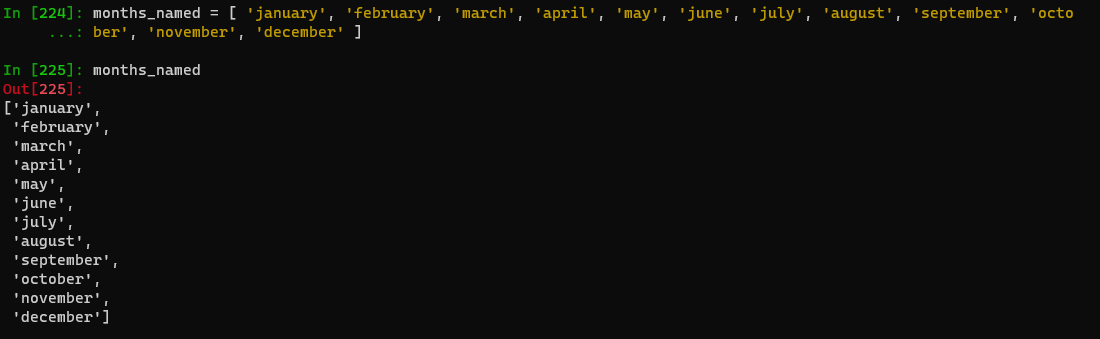 In [224]: months_named = [ 'january', 'february', 'march', 'april', 'may', 'june', 'july', 'august', 'september', 'octo
     ...: ber', 'november', 'december' ]
In [225]: months_named
Out[225]:
['january',
 'february',
 'march',
 'april',
 'may',
 'june',
 'july',
 'august',
 'september',
 'october',
 'november',
 'december']